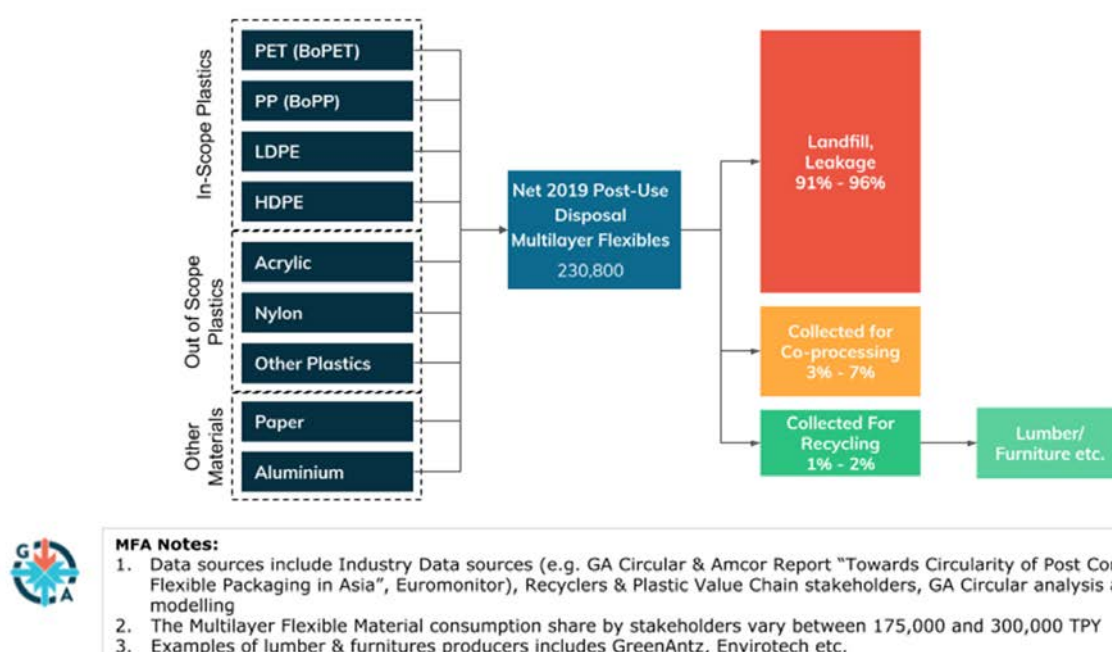 In-Scope Plastics
PET (BoPET)
PP (BoPP)
LDPE
HDPE
Out of Scope
Plastics
Acrylic
Nylon
Other Plastics
Other
Materials
Paper
Aluminium
Net 2019 Post-Use
Disposal
Multilayer Flexibles
230,800
Landfill,
Leakage
91% - 96%
Collected for
Co-processing
3% - 7%
Collected For
Recycling
1% - 2%
Lumber/
Furniture etc.
G
A
MFA Notes:
1. Data sources include Industry Data sources (e.g. GA Circular & Amcor Report "Towards Circularity of Post Con
Flexible Packaging in Asia", Euromonitor), Recyclers & Plastic Value Chain stakeholders, GA Circular analysis a
modelling
2. The Multilayer Flexible Material consumption share by stakeholders vary between 175,000 and 300,000 TPY
3. Examples of lumber & furnitures producers includes GreenAntz, Envirotech etc.